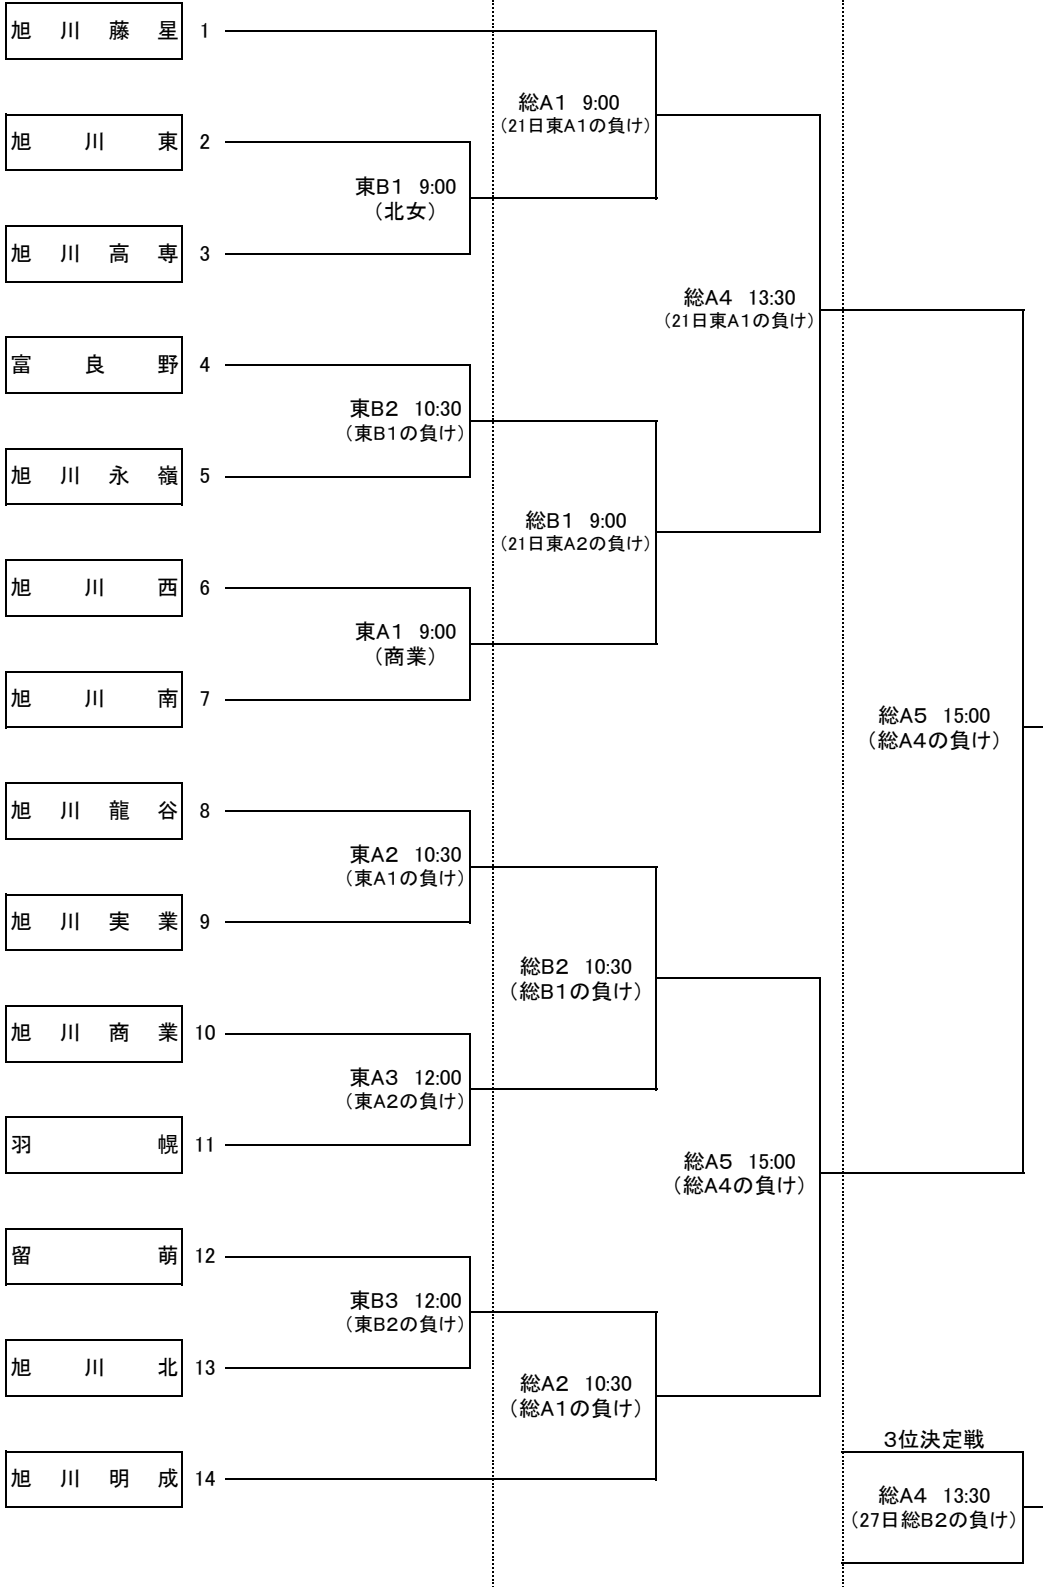 旭川藤星 1
総A1 9:00
(21日東A1の負け)
旭川東 2
東B1 9:00
(北女)
旭川高専 3
総A4 13:30
(21日東A1の負け)
富良野 4
東B2 10:30
(東B1の負け)
旭川永嶺 5
総B1 9:00
(21日東A2の負け)
旭川西 6
東A1 9:00
(商業)
旭川南 7
総A5 15:00
(総A4の負け)
旭川龍谷 8
東A2 10:30
(東A1の負け)
旭川実業 9
総B2 10:30
(総B1の負け)
旭川商業 10
東A3 12:00
(東A2の負け)
羽幌 11
総A5 15:00
(総A4の負け)
留萌 12
東B3 12:00
(東B2の負け)
旭川北 13
総A2 10:30
(総A1の負け)
3位決定戦
旭川明成 14
総A4 13:30
(27日総B2の負け)